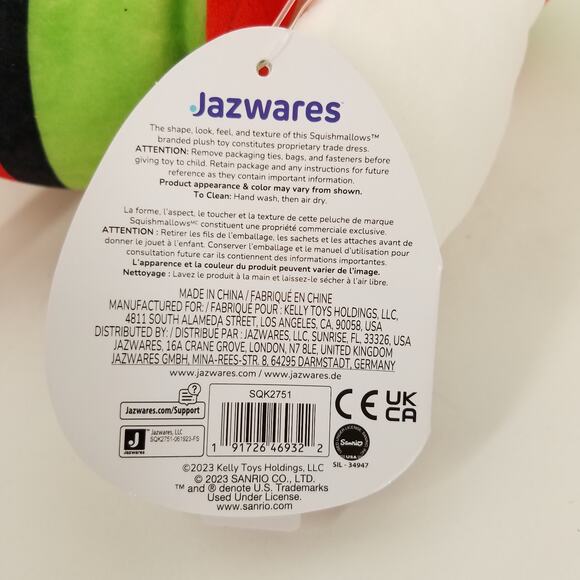 Jazwares™
The shape, look, feel, and texture of this Squishmallows™
branded plush toy constitutes proprietary trade dress.
ATTENTION: Remove packaging ties, bags, and fasteners before
giving toy to child. Retain package and any instructions for future
reference as they contain important information.
Product appearance & color may vary from shown.
To Clean: Hand wash, then air dry.
La forme, l'aspect, le toucher et la texture de cette peluche de marque
Squishmallowsᴹᶜ constituent une propriété commerciale exclusive.
ATTENTION : Retirer les fils de l'emballage, les sachets et les attaches avant de
donner le jouet à l'enfant. Conserver l'emballage et le manuel d'utilisation pour
consultation future car ils contiennent des informations importantes.
L'apparence et la couleur du produit peuvent varier de l'image.
Nettoyage : Lavez le produit à la main et laissez-le sécher à l'air libre.
MADE IN CHINA / FABRIQUÉ EN CHINE
MANUFACTURED FOR: / FABRIQUÉ POUR : KELLY TOYS HOLDINGS, LLC,
4811 SOUTH ALAMEDA STREET, LOS ANGELES, CA, 90058, USA
DISTRIBUTED BY: / DISTRIBUÉ PAR : JAZWARES, LLC, SUNRISE, FL, 33326, USA
JAZWARES, 16A CRANE GROVE, LONDON, N7 8LE, UNITED KINGDOM
JAZWARES GMBH, MINA-REES-STR. 8, 64295 DARMSTADT, GERMANY
www.jazwares.com / www.jazwares.de
?
Jazwares.com/Support
J
Jazwares
Jazwares, LLC
SQK2751-061923-FS
SQK2751
1 91726 46932 2
CE
UK
CA
Sanrio
USA
SIL - 34947
©2023 Kelly Toys Holdings, LLC
© 2023 SANRIO CO., LTD.
™ and ® denote U.S. Trademarks
Used Under License.
www.sanrio.com